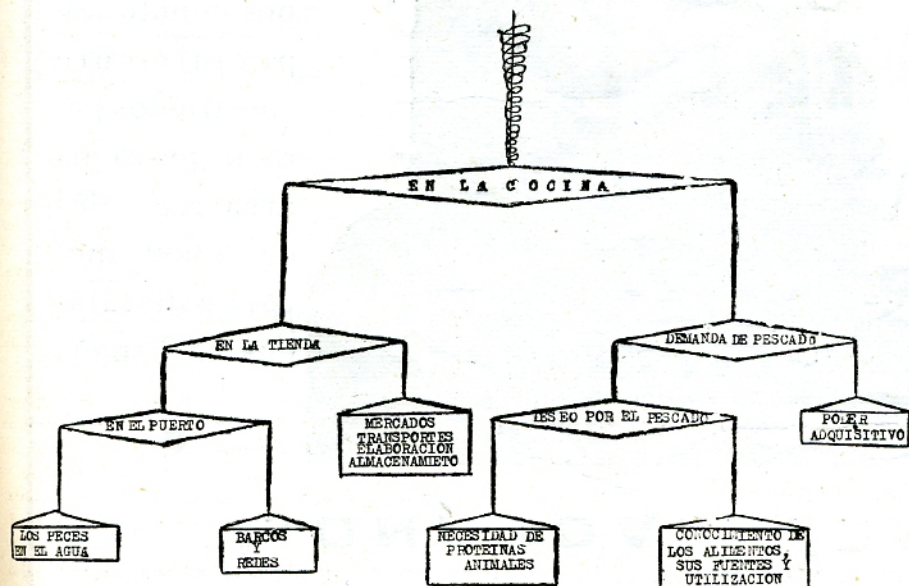 EN LA COCINA
EN LA TIENDA
DEMANDA DE PESCADO
EN EL PUERTO
MERCADOS
TRANSPORTES
ELABORACION
ALMACENAMIETO
DESEO POR EL PESCADO
PODER
ADQUISITIVO
LOS PECES
EN EL AGUA
BARCOS
Y
REDES
NECESIDAD DE
PROTEINAS
ANIMALES
CONOCIMIENTO DE
LOS ALIMENTOS,
SUS FUENTES Y
UTILIZACION